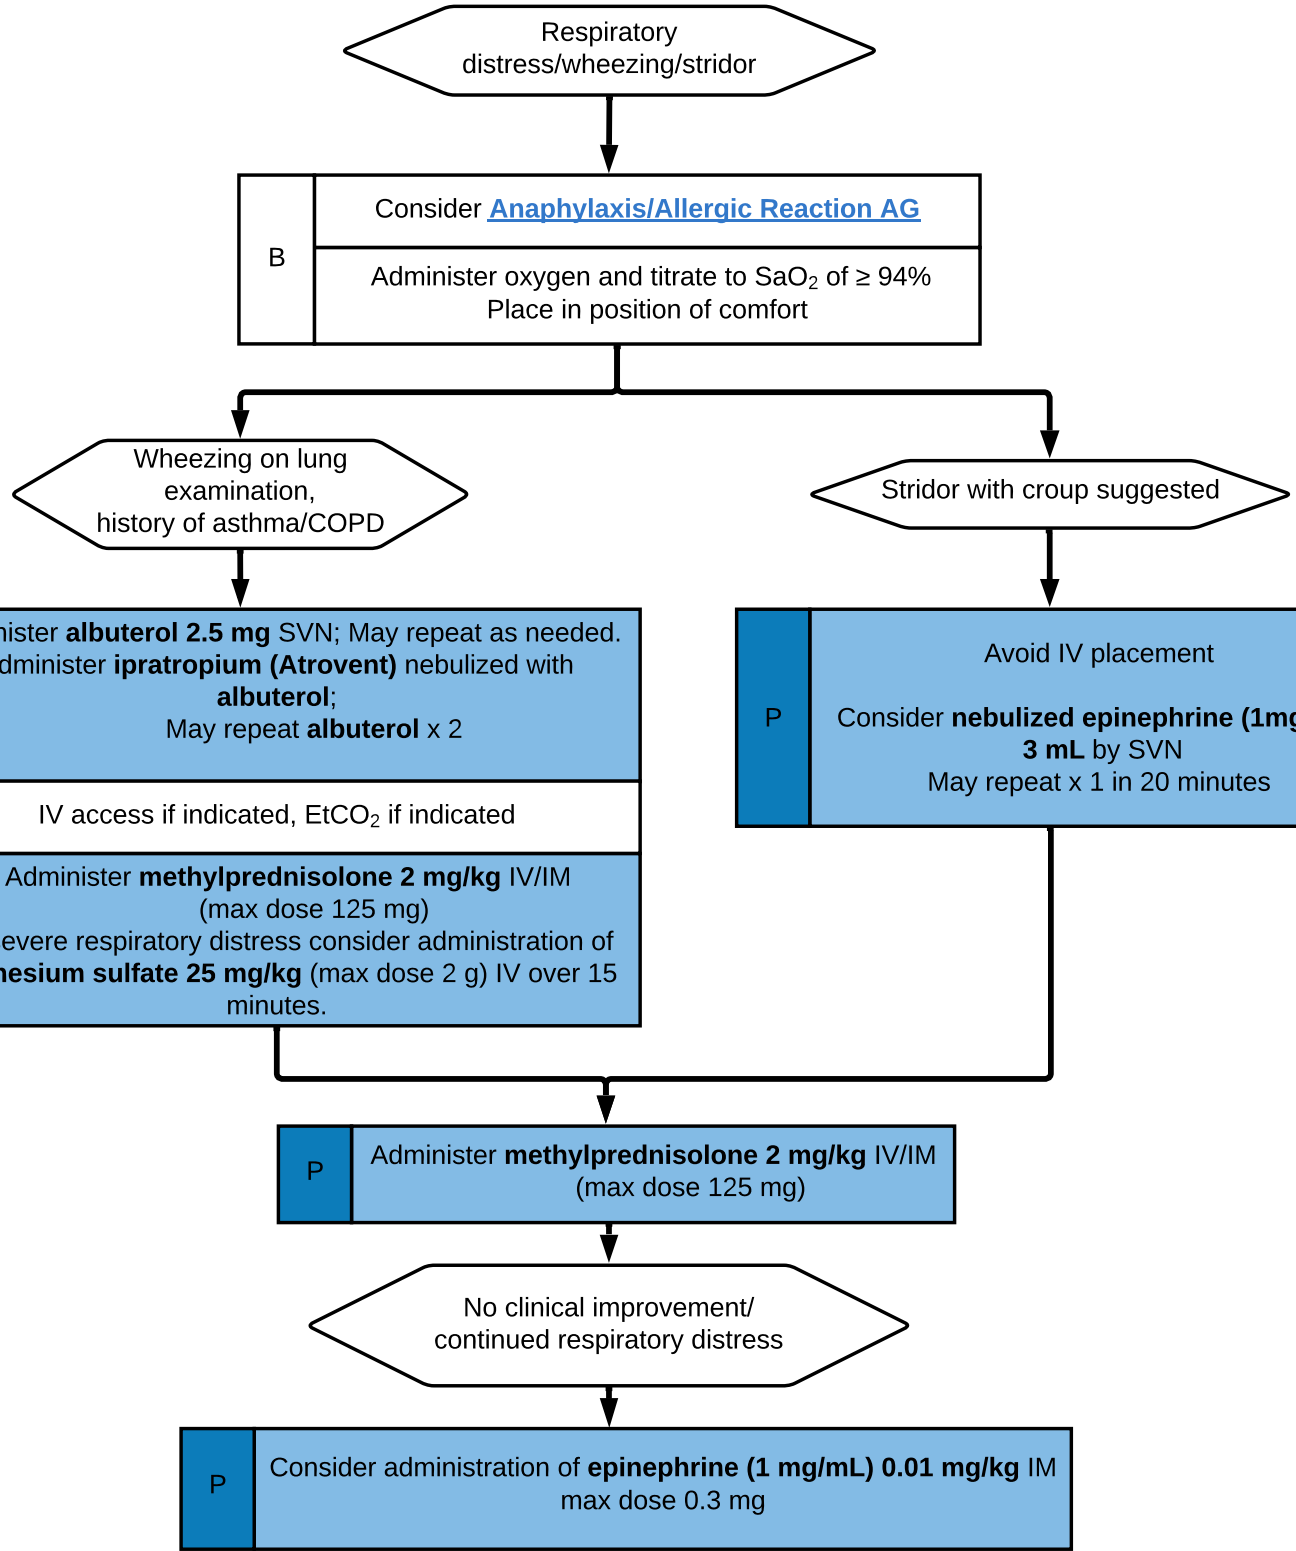 Respiratory
distress/wheezing/stridor
Consider Anaphylaxis/Allergic Reaction AG
B
Administer oxygen and titrate to SaO₂ of ≥ 94%
Place in position of comfort
Wheezing on lung
examination,
history of asthma/COPD
Stridor with croup suggested
albuterol 2.5 mg SVN; May repeat as needed.
ipratropium (Atrovent) nebulized with
albuterol;
May repeat albuterol x 2
IV access if indicated, EtCO₂ if indicated
Administer methylprednisolone 2 mg/kg IV/IM
(max dose 125 mg)
respiratory distress consider administration of
sulfate 25 mg/kg (max dose 2 g) IV over 15
minutes.
P
Avoid IV placement
Consider nebulized epinephrine
3 mL by SVN
May repeat x 1 in 20 minutes
P
Administer methylprednisolone 2 mg/kg IV/IM
(max dose 125 mg)
No clinical improvement/
continued respiratory distress
P
Consider administration of epinephrine (1 mg/mL) 0.01 mg/kg IM
max dose 0.3 mg